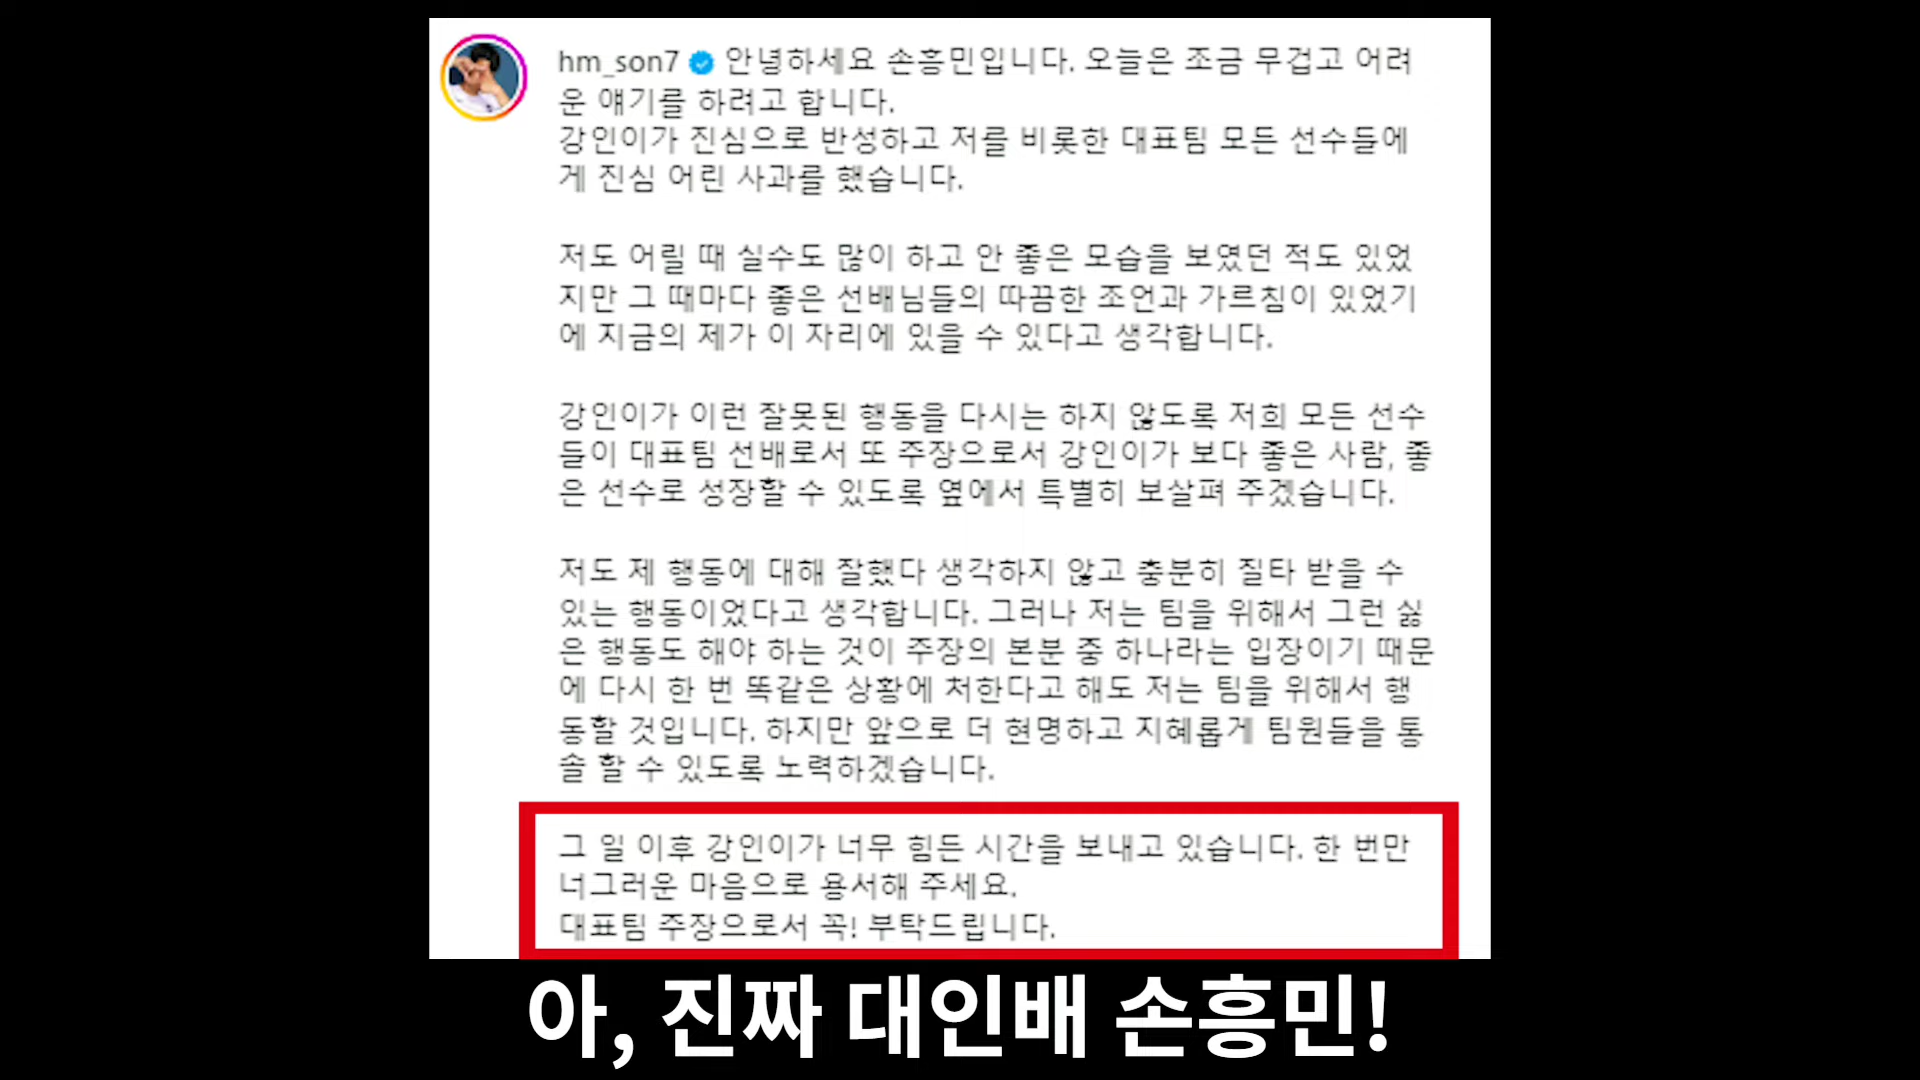 hm_son7 안녕하세요 손흥민입니다. 오늘은 조금 무겁고 어려
운 얘기를 하려고 합니다.
강인이가 진심으로 반성하고 저를 비롯한 대표팀 모든 선수들에
게 진심 어린 사과를 했습니다.
저도 어릴 때 실수도 많이 하고 안 좋은 모습을 보였던 적도 있었
지만 그 때마다 좋은 선배님들의 따끔한 조언과 가르침이 있었기
에 지금의 제가 이 자리에 있을 수 있다고 생각합니다.
강인이가 이런 잘못된 행동을 다시는 하지 않도록 저희 모든 선수
들이 대표팀 선배로서 또 주장으로서 강인이가 보다 좋은 사람, 좋
은 선수로 성장할 수 있도록 옆에서 특별히 보살펴 주겠습니다.
저도 제 행동에 대해 잘했다 생각하지 않고 충분히 질타 받을 수
있는 행동이었다고 생각합니다. 그러나 저는 팀을 위해서 그런 싫
은 행동도 해야 하는 것이 주장의 본분 중 하나라는 입장이기 때문
에 다시 한 번 똑같은 상황에 처한다고 해도 저는 팀을 위해서 행
동할 것입니다. 하지만 앞으로 더 현명하고 지혜롭게 팀원들을 통
솔 할 수 있도록 노력하겠습니다.
그 일 이후 강인이가 너무 힘든 시간을 보내고 있습니다. 한 번만
너그러운 마음으로 용서해 주세요.
대표팀 주장으로서 꼭! 부탁드립니다.
아, 진짜 대인배 손흥민!